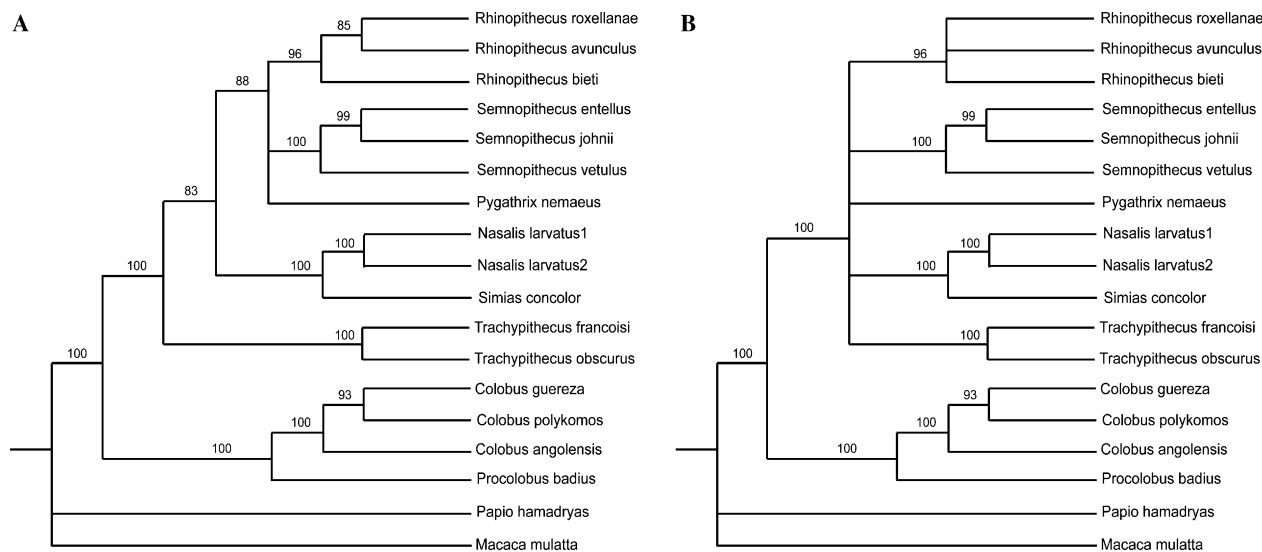 A
Rhinopithecus roxellanae
85
Rhinopithecus avunculus
96
Rhinopithecus bieti
88
Semnopithecus entellus
99
Semnopithecus johnii
100
Semnopithecus vetulus
83
Pygathrix nemaeus
Nasalis larvatus1
100
Nasalis larvatus2
100
100
Simias concolor
Trachypithecus francoisi
100
Trachypithecus obscurus
100
Colobus guereza
93
Colobus polykomos
100
Colobus angolensis
100
Procolobus badius
Papio hamadryas
Macaca mulatta
B
Rhinopithecus roxellanae
Rhinopithecus avunculus
96
Rhinopithecus bieti
Semnopithecus entellus
99
Semnopithecus johnii
100
Semnopithecus vetulus
Pygathrix nemaeus
100
Nasalis larvatus1
100
Nasalis larvatus2
100
Simias concolor
Trachypithecus francoisi
100
Trachypithecus obscurus
100
Colobus guereza
93
Colobus polykomos
100
Colobus angolensis
100
Procolobus badius
Papio hamadryas
Macaca mulatta